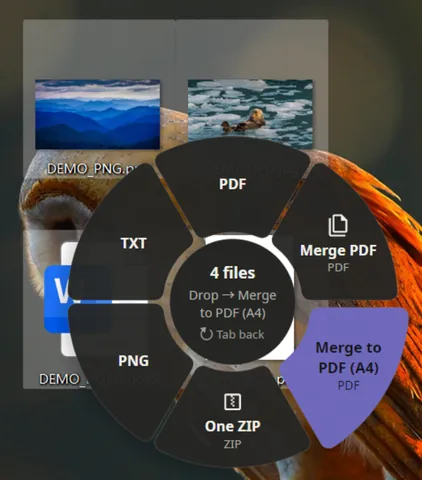 DEMO_PNG.p
PDF
TXT
Merge PDF
PDF
4 files
Drop → Merge
to PDF (A4)
Tab back
W
PNG
Merge to
PDF (A4)
PDF
One ZIP
ZIP